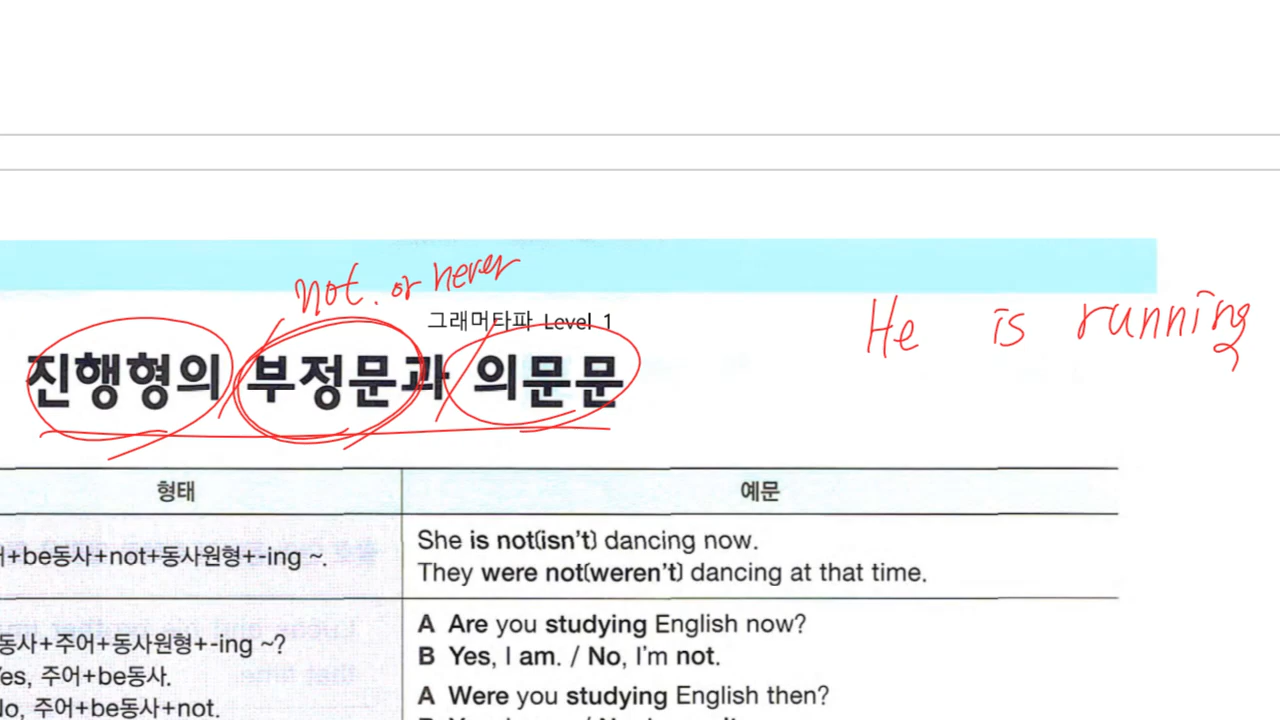 not. or never
그래머타파 Level 1
He is running
진행형의 부정문과 의문문
형태 예문
+be동사+not+동사원형+-ing ~.
She is not(isn't) dancing now.
They were not(weren't) dancing at that time.
동사+주어+동사원형+-ing ~?
es, 주어+be동사.
o, 주어+be동사+not.
A Are you studying English now?
B Yes, I am. / No, I'm not.
A Were you studying English then?